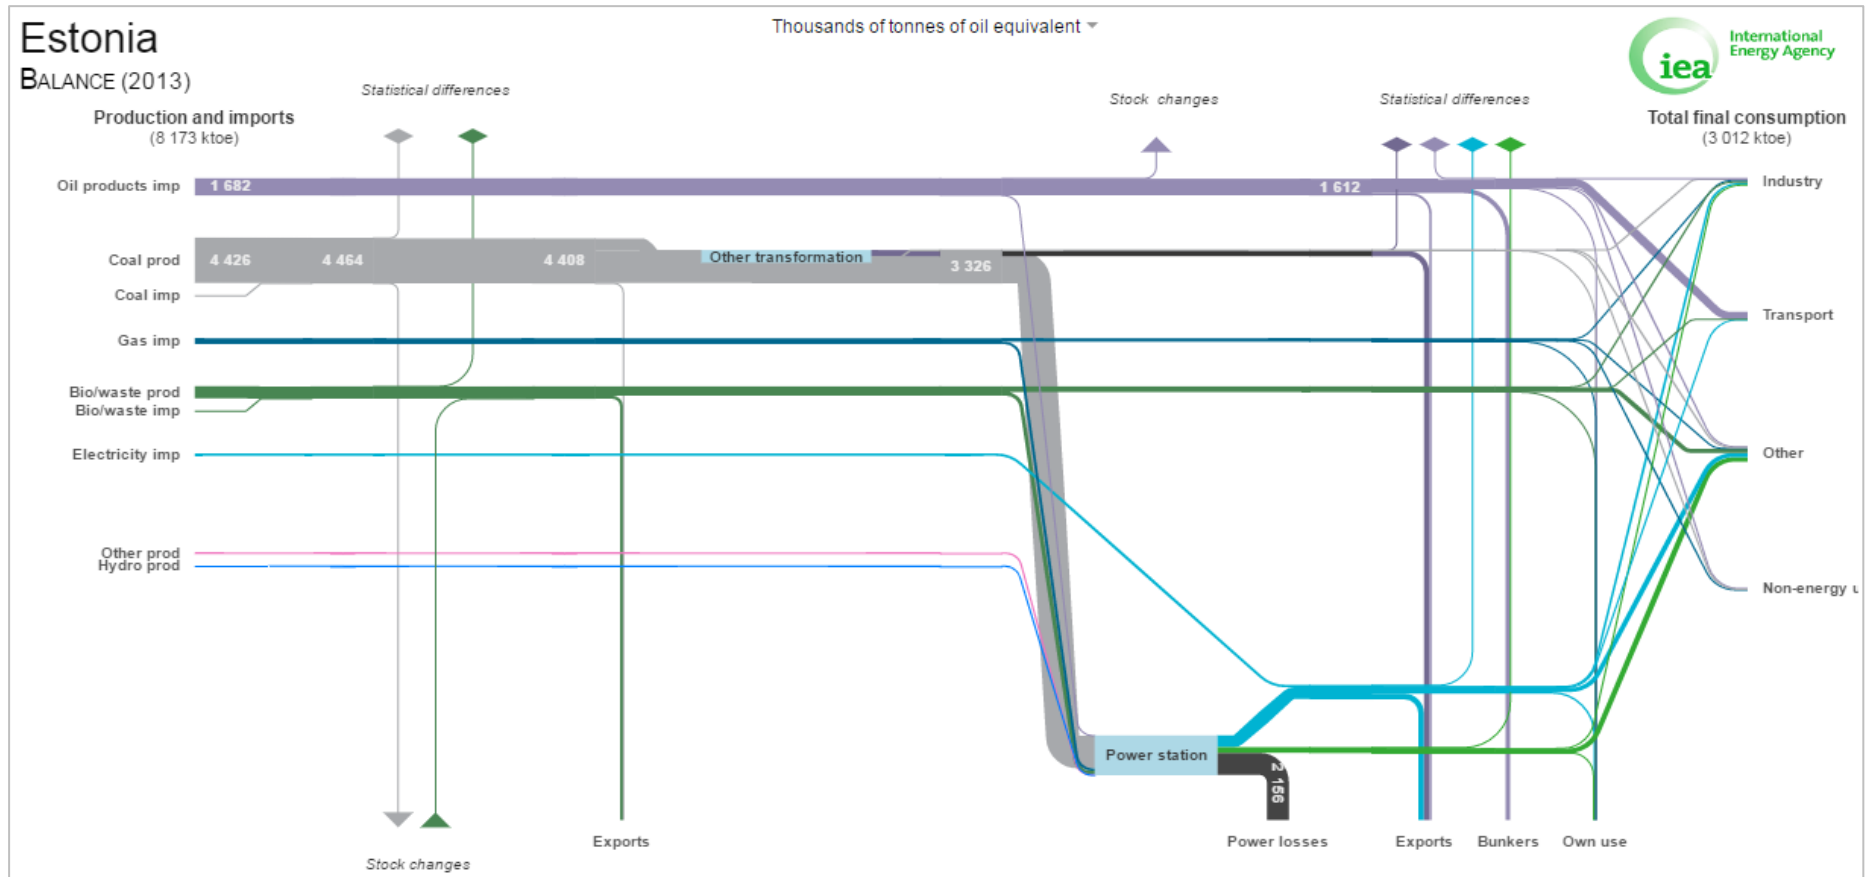 Estonia
BALANCE (2013)
Thousands of tonnes of oil equivalent
iea
International
Energy Agency
Statistical differences
Stock changes
Statistical differences
Production and imports
(8 173 ktoe)
Total final consumption
(3 012 ktoe)
Oil products imp
1 682
1 612
Industry
Coal prod
4 426
4 464
4 408
Other transformation
3 326
Coal imp
Transport
Gas imp
Bio/waste prod
Bio/waste imp
Electricity imp
Other
Other prod
Hydro prod
Non-energy u
Power station
2 156
Exports
Power losses
Exports
Bunkers
Own use
Stock changes